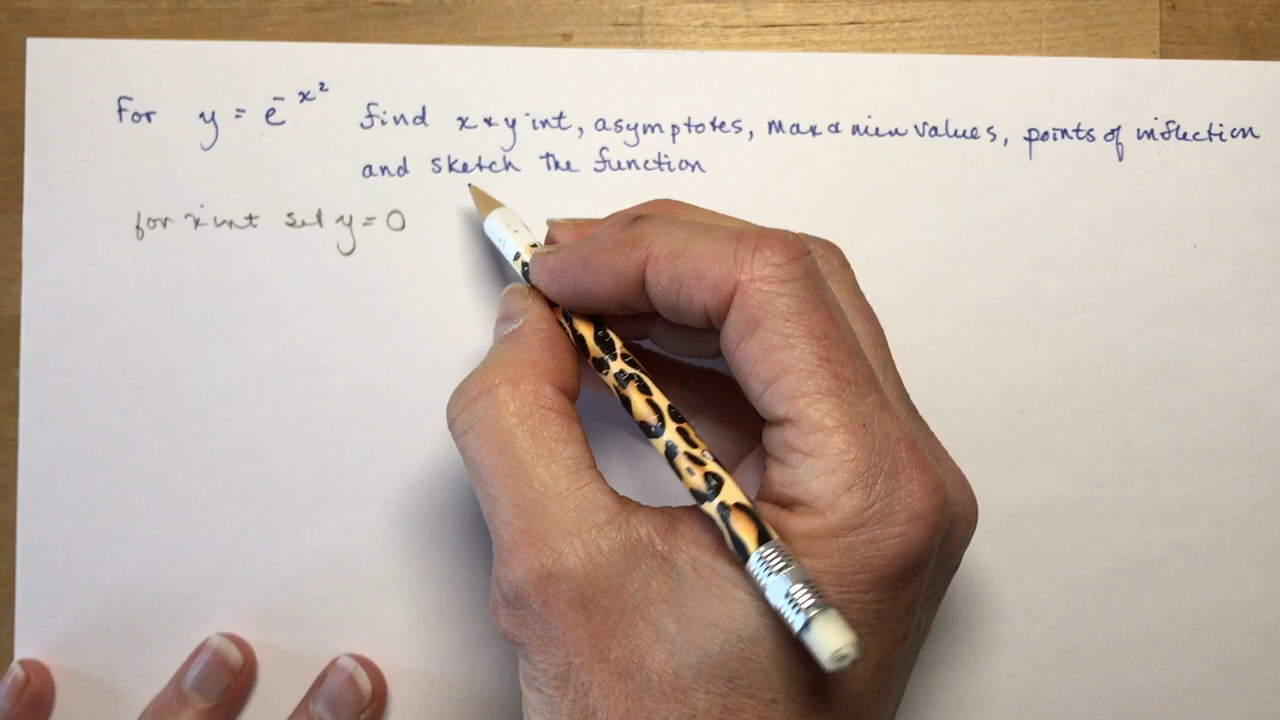 For y = e^-x² find x & y int, asymptotes, max & min values, points of inflection
and sketch the function
for x int set y = 0